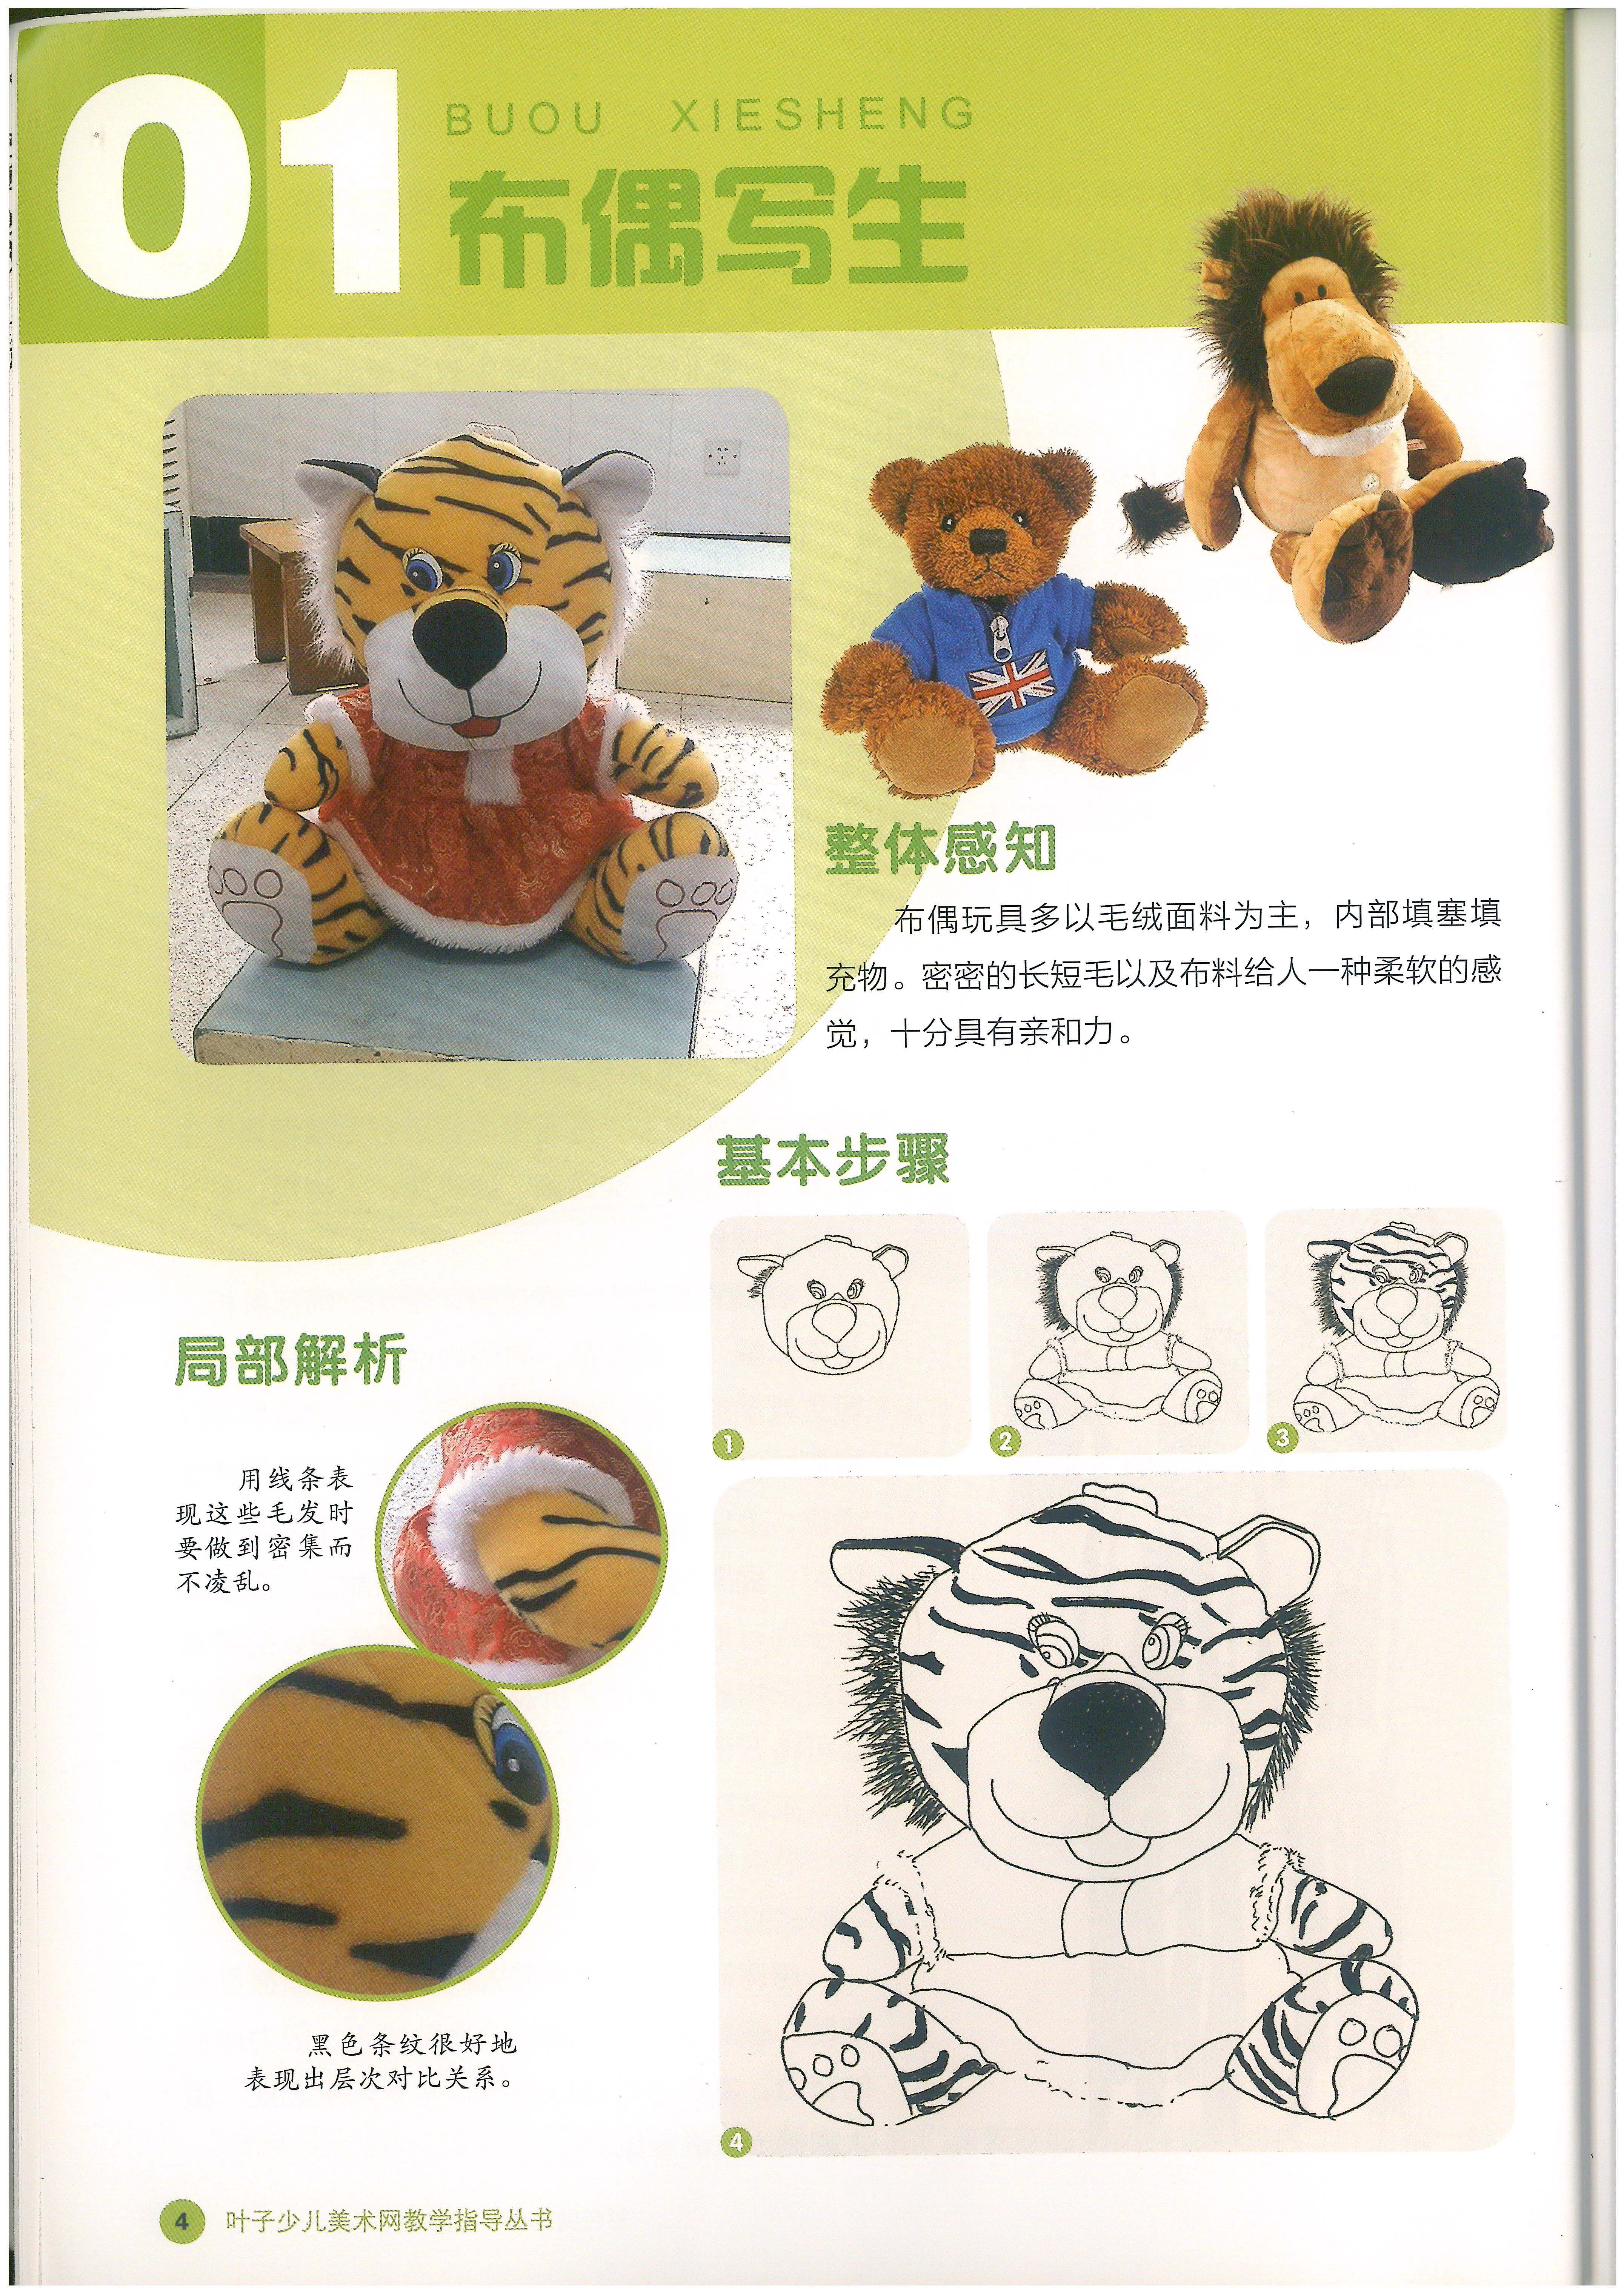 01
BUOU XIESHENG
布偶写生
整体感知
布偶玩具多以毛绒面料为主，内部填塞填
充物。密密的长短毛以及布料给人一种柔软的感
觉，十分具有亲和力。
基本步骤
1
2
3
4
局部解析
用线条表
现这些毛发时
要做到密集而
不凌乱。
黑色条纹很好地
表现出层次对比关系。
4 叶子少儿美术网教学指导丛书